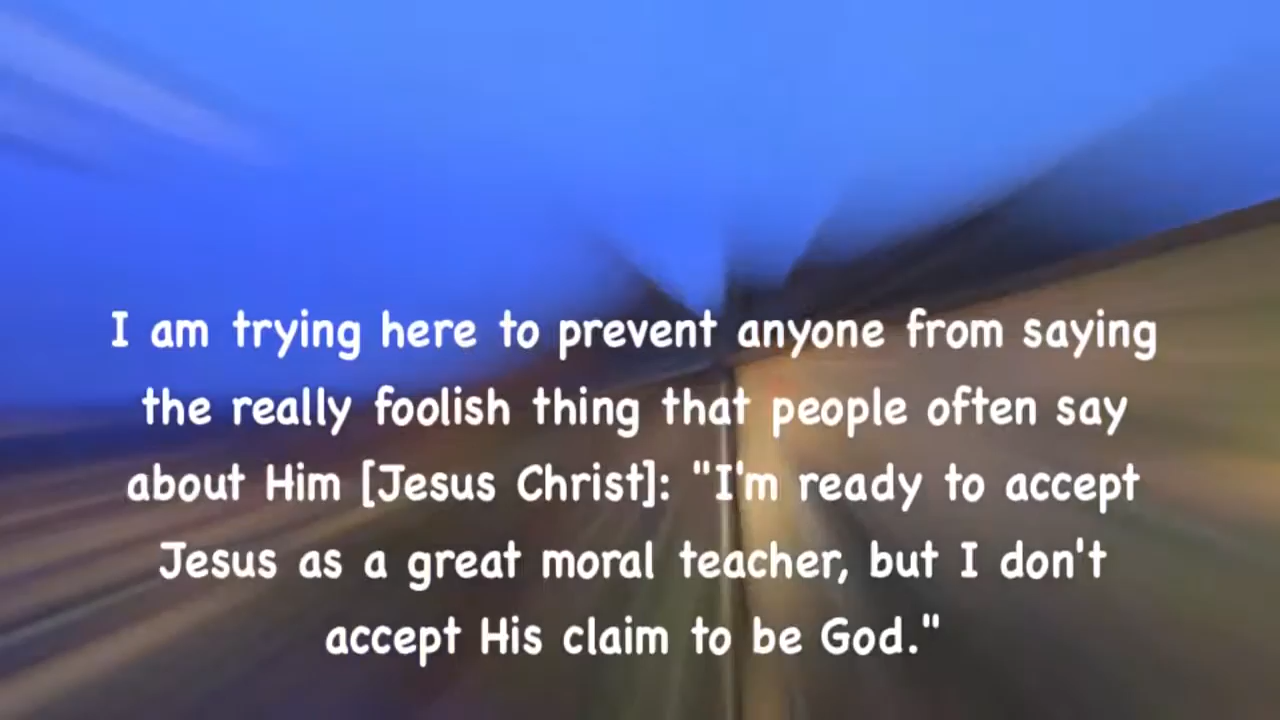 I am trying here to prevent anyone from saying
the really foolish thing that people often say
about Him [Jesus Christ]: "I'm ready to accept
Jesus as a great moral teacher, but I don't
accept His claim to be God."